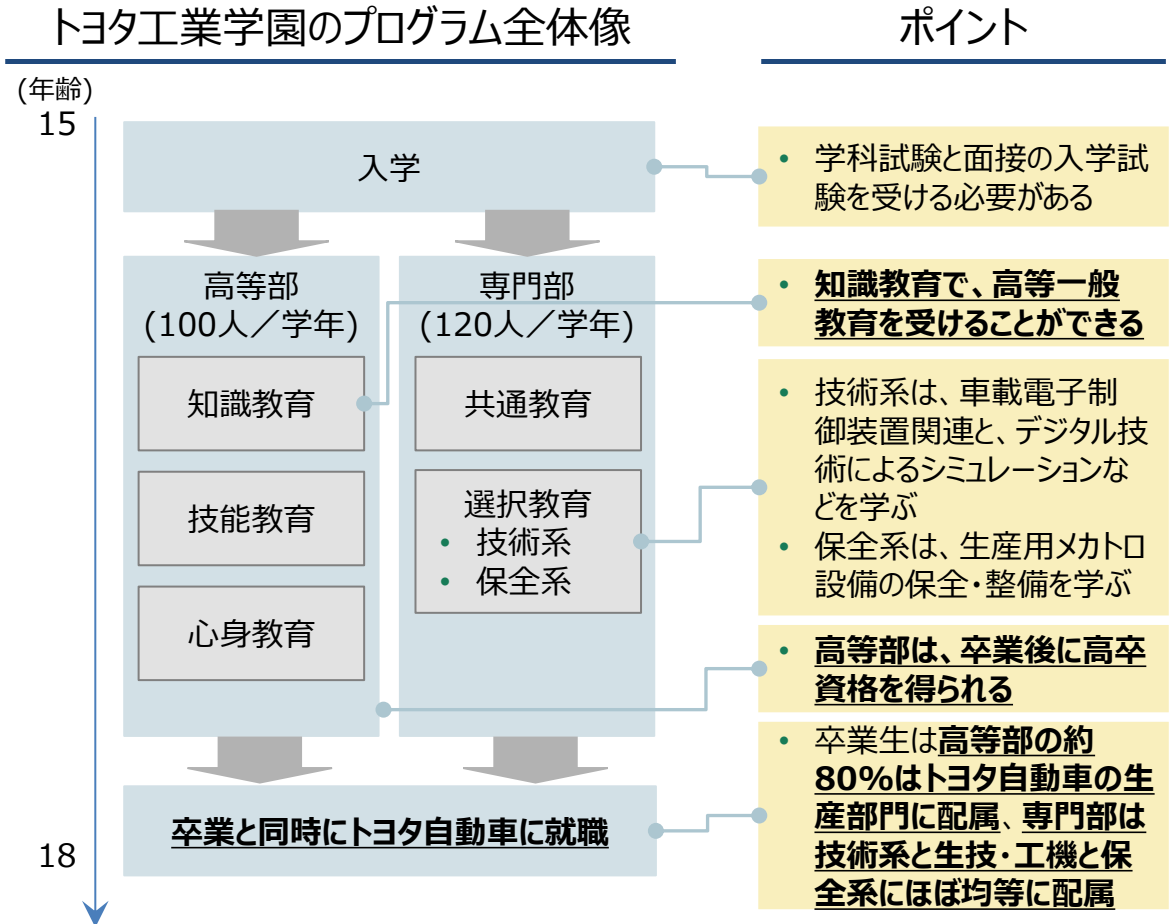 トヨタ工業学園のプログラム全体像
ポイント
(年齢)
15
入学
• 学科試験と面接の入学試
験を受ける必要がある
高等部
(100人／学年)
専門部
(120人／学年)
• 知識教育で、高等一般
教育を受けることができる
知識教育
共通教育
技能教育
選択教育
• 技術系
• 保全系
• 技術系は、車載電子制
御装置関連と、デジタル技
術によるシミュレーションな
どを学ぶ
• 保全系は、生産用メカトロ
設備の保全・整備を学ぶ
心身教育
• 高等部は、卒業後に高卒
資格を得られる
卒業と同時にトヨタ自動車に就職
• 卒業生は高等部の約
80%はトヨタ自動車の生
産部門に配属、専門部は
技術系と生技・工機と保
全系にほぼ均等に配属
18